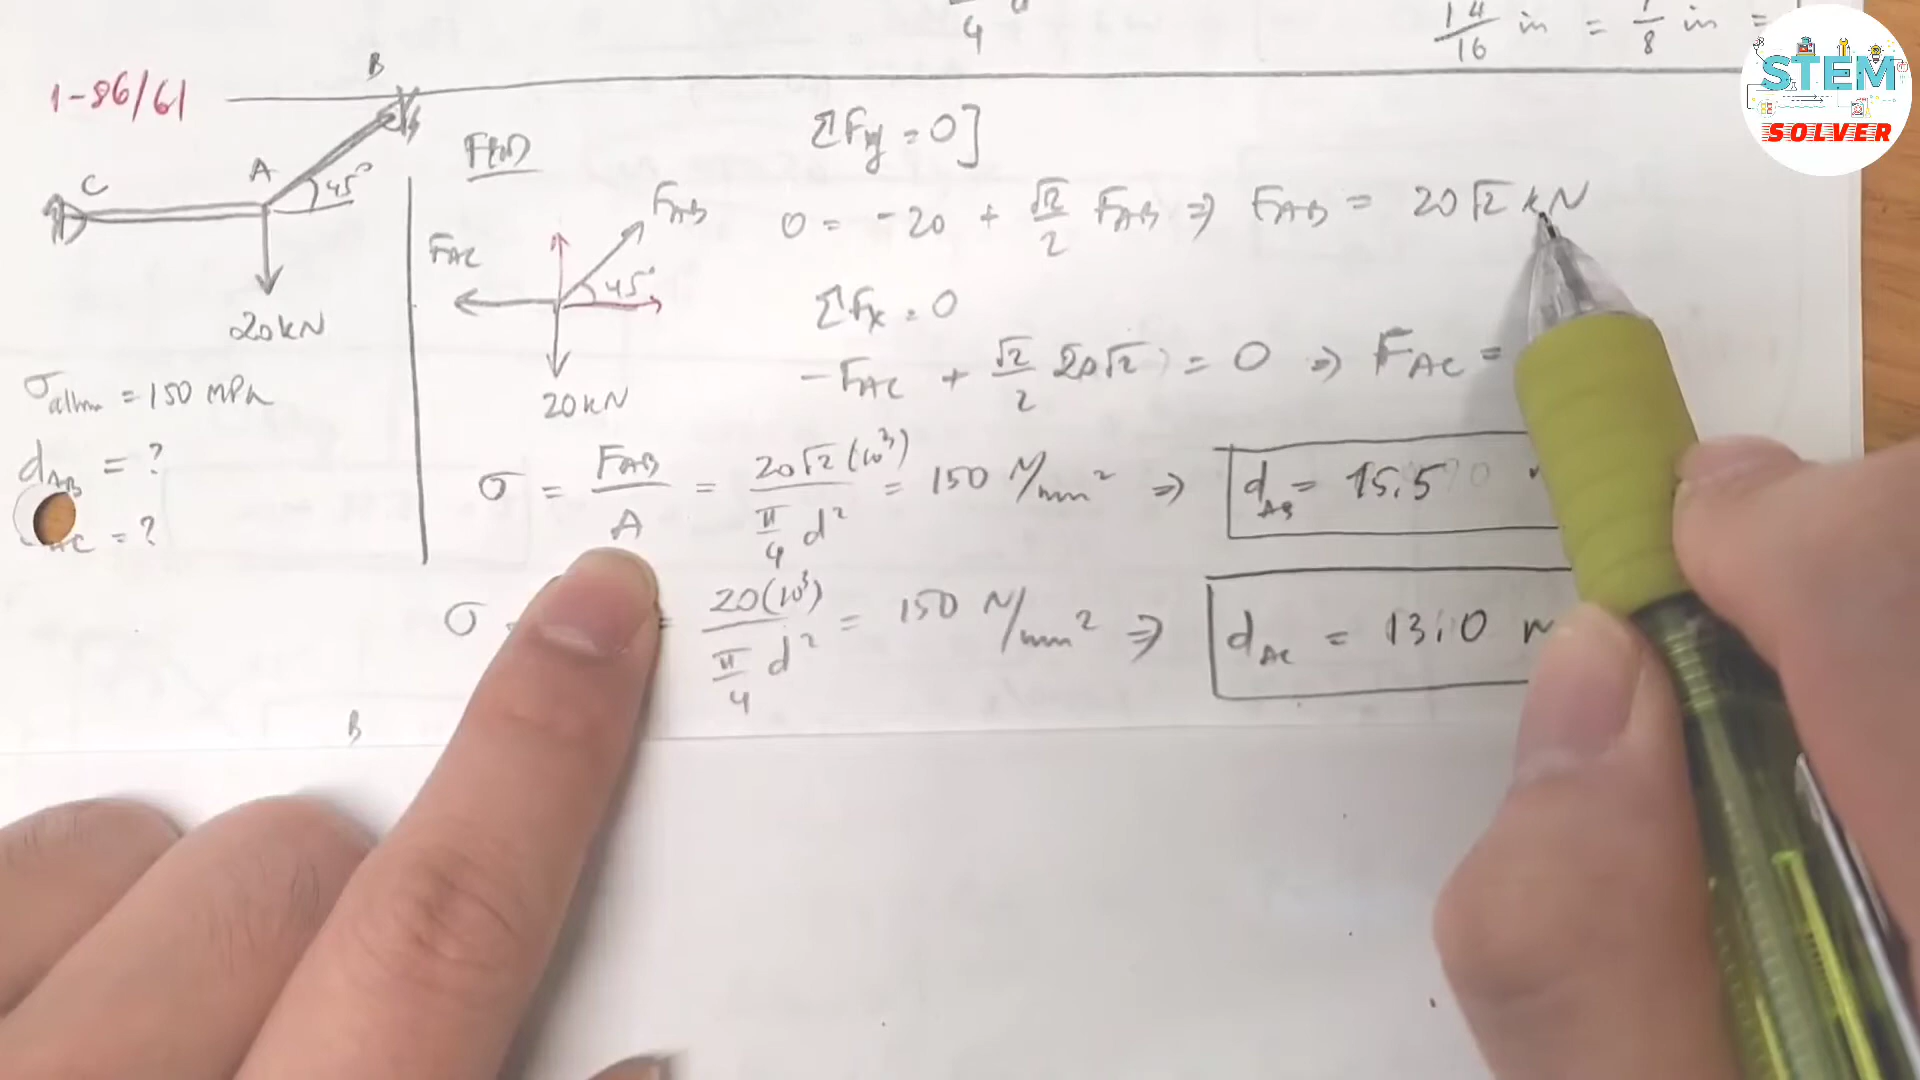 4
14/16 in = 1/8 in =
STEM
SOLVER
1-86/61
B
C
A
45°
20kN
σallow = 150 MPa
dAB = ?
AC = ?
FBD
FAB
FAC
45°
20kN
ΣFy = 0]
0 = -20 + √2/2 FAB ⇒ FAB = 20√2 kN
ΣFx = 0
-FAC + √2/2 20√2 = 0 ⇒ FAC =
σ = FAB/A = 20√2(10³)/(π/4 d²) = 150 N/mm² ⇒ dAB = 15.5
σ = 20(10³)/(π/4 d²) = 150 N/mm² ⇒ dAC = 13.0
B